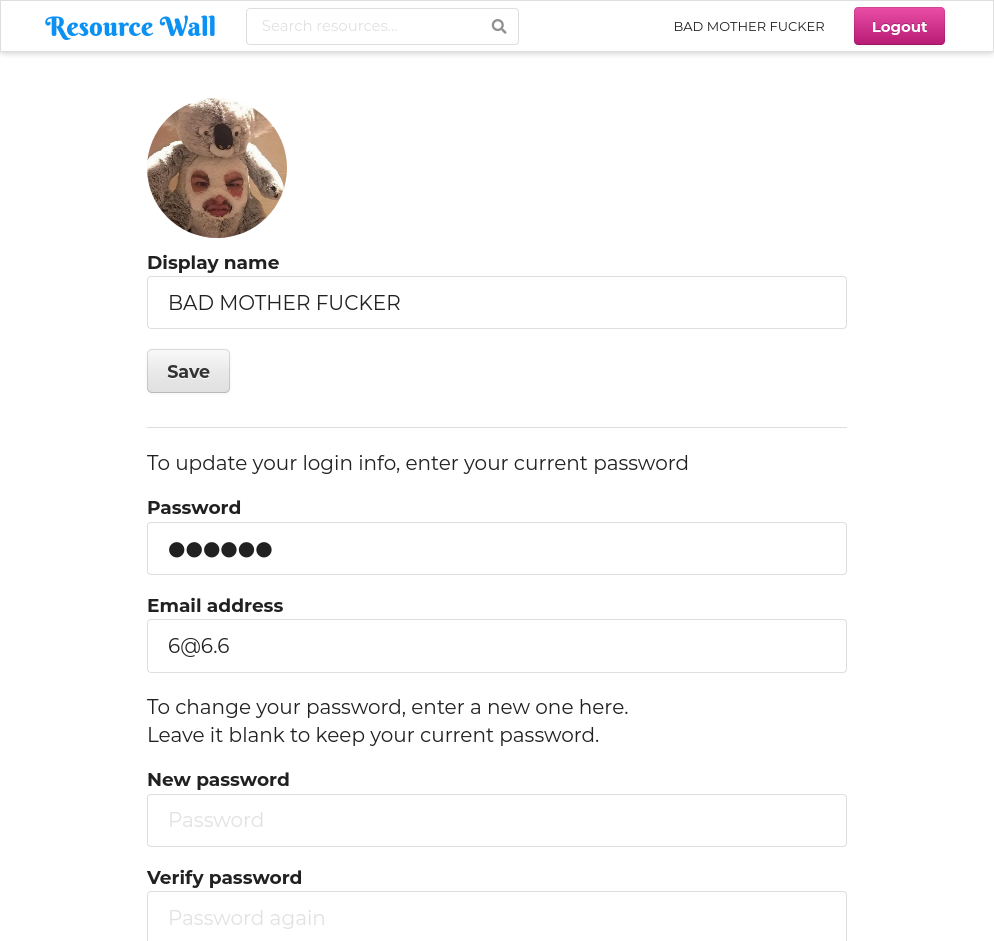 Resource Wall
Search resources...
BAD MOTHER FUCKER
Logout
Display name
BAD MOTHER FUCKER
Save
To update your login info, enter your current password
Password
●●●●●●
Email address
6@6.6
To change your password, enter a new one here.
Leave it blank to keep your current password.
New password
Password
Verify password
Password again